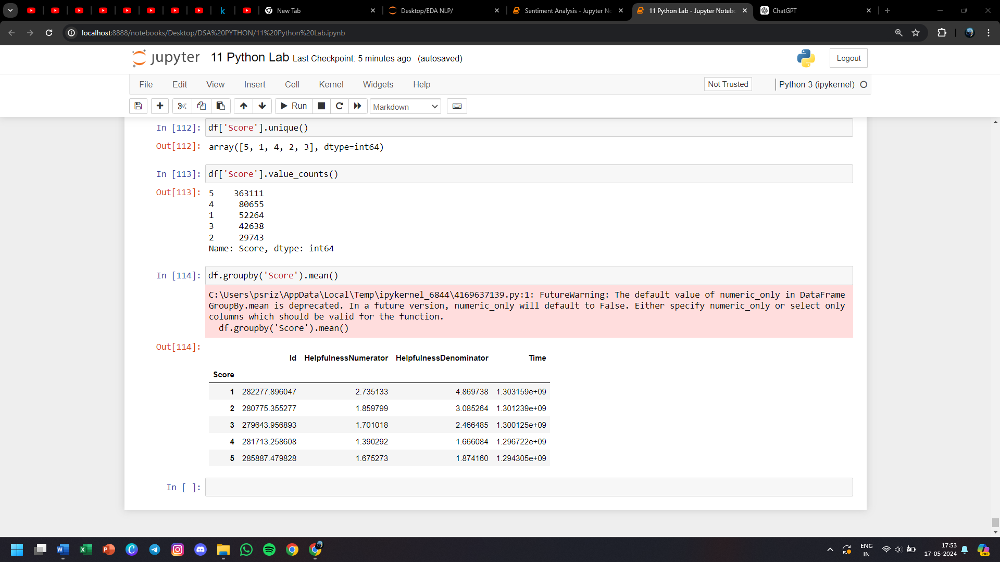 New Tab
Desktop/EDA NLP/
Sentiment Analysis - Jupyter No
11 Python Lab - Jupyter Notebo
ChatGPT
localhost:8888/notebooks/Desktop/DSA%20PYTHON/11%20Python%20Lab.ipynb
jupyter 11 Python Lab Last Checkpoint: 5 minutes ago (autosaved)
Logout
File Edit View Insert Cell Kernel Widgets Help
Not Trusted
Python 3 (ipykernel)
Run
Markdown
In [112]: df['Score'].unique()
Out[112]: array([5, 1, 4, 2, 3], dtype=int64)
In [113]: df['Score'].value_counts()
Out[113]: 5 363111
4 80655
1 52264
3 42638
2 29743
Name: Score, dtype: int64
In [114]: df.groupby('Score').mean()
C:\Users\psriz\AppData\Local\Temp\ipykernel_6844\4169637139.py:1: FutureWarning: The default value of numeric_only in DataFrame
GroupBy.mean is deprecated. In a future version, numeric_only will default to False. Either specify numeric_only or select only
columns which should be valid for the function.
df.groupby('Score').mean()
Out[114]:
Id HelpfulnessNumerator HelpfulnessDenominator Time
Score
1 282277.896047 2.735133 4.869738 1.303159e+09
2 280775.355277 1.859799 3.085264 1.301239e+09
3 279643.956893 1.701018 2.466485 1.300125e+09
4 281713.258608 1.390292 1.666084 1.296722e+09
5 285887.479828 1.675273 1.874160 1.294305e+09
In [ ]:
ENG
IN
17:53
17-05-2024